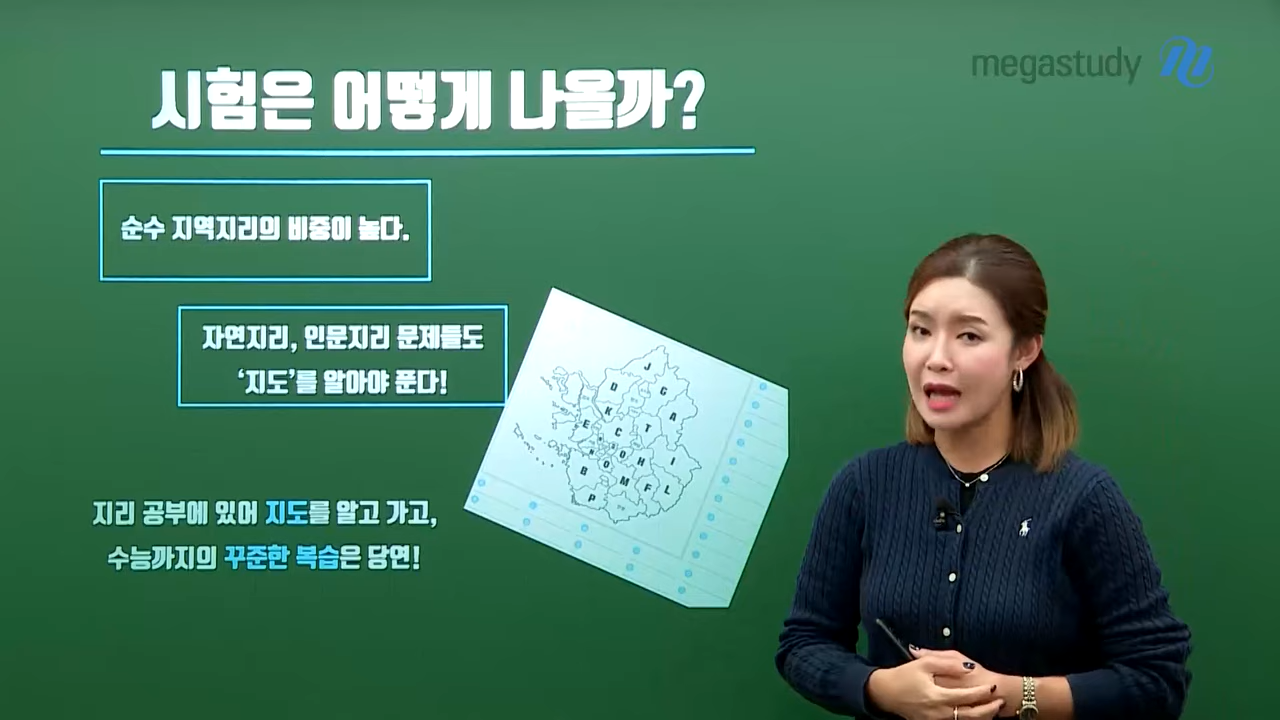 megastudy
시험은 어떻게 나올까?
순수 지역지리의 비중이 높다.
자연지리, 인문지리 문제들도
‘지도’를 알아야 푼다!
J
D
G
K
A
E
C
T
O
H
I
B
O
M
F
L
P
지리 공부에 있어 지도를 알고 가고,
수능까지의 꾸준한 복습은 당연!